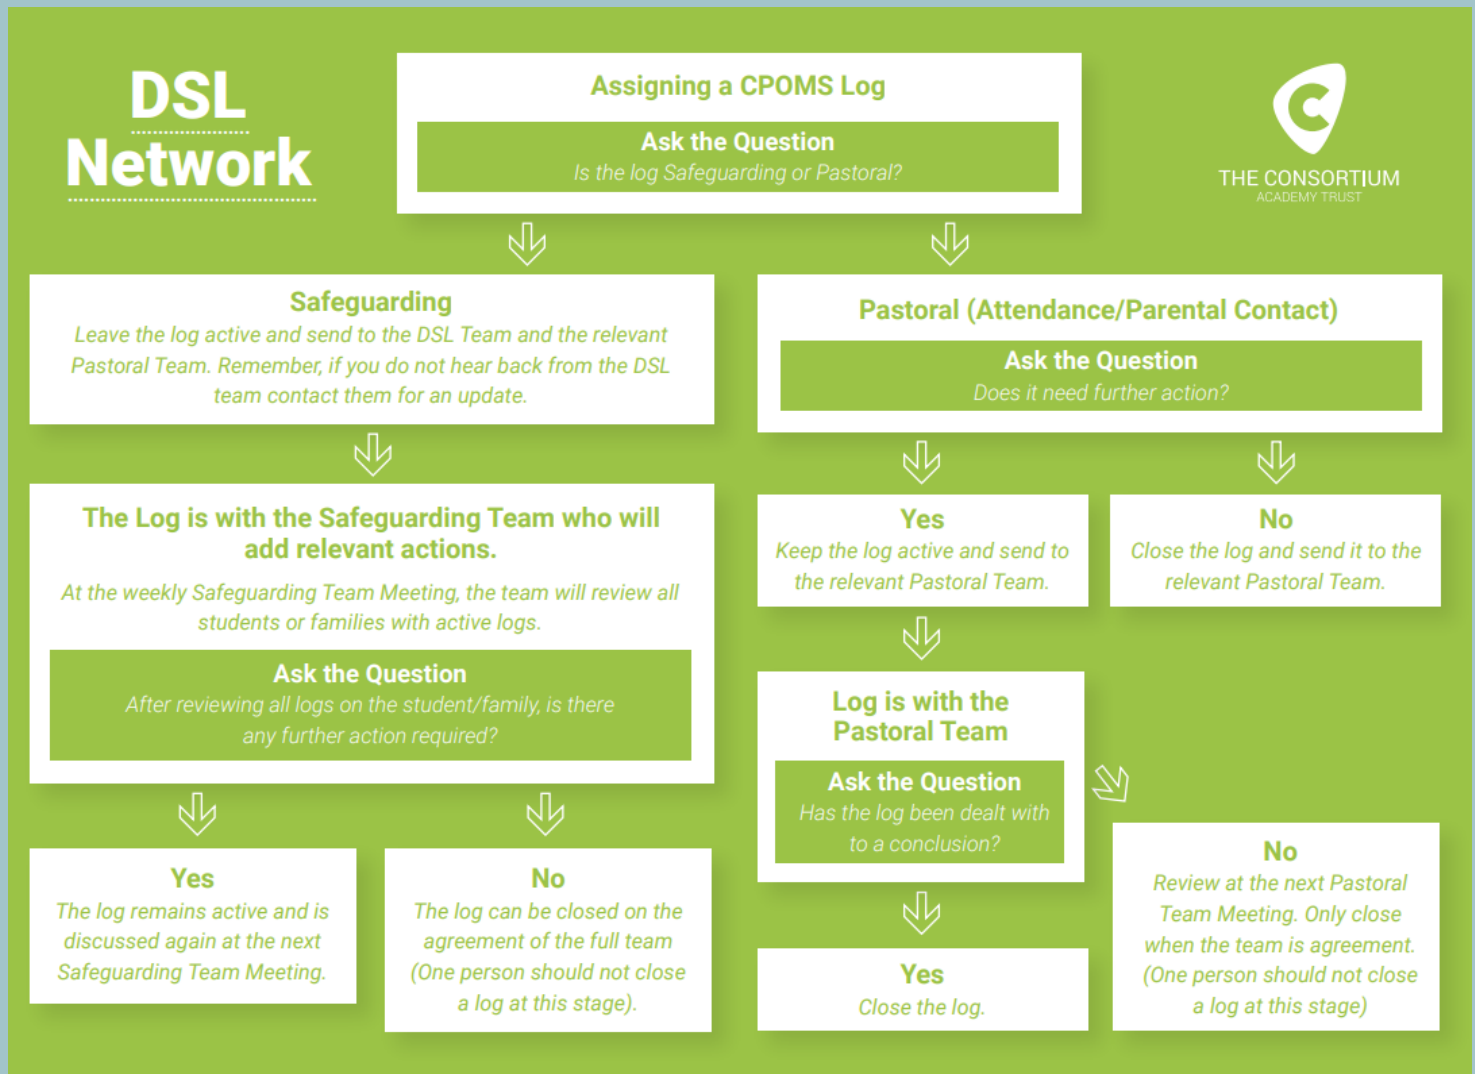 DSL
Network
Assigning a CPOMS Log
Ask the Question
Is the log Safeguarding or Pastoral?
THE CONSORTIUM
ACADEMY TRUST
Safeguarding
Leave the log active and send to the DSL Team and the relevant
Pastoral Team. Remember, if you do not hear back from the DSL
team contact them for an update.
The Log is with the Safeguarding Team who will
add relevant actions.
At the weekly Safeguarding Team Meeting, the team will review all
students or families with active logs.
Ask the Question
After reviewing all logs on the student/family, is there
any further action required?
Yes
The log remains active and is
discussed again at the next
Safeguarding Team Meeting.
No
The log can be closed on the
agreement of the full team
(One person should not close
a log at this stage).
Pastoral (Attendance/Parental Contact)
Ask the Question
Does it need further action?
Yes
Keep the log active and send to
the relevant Pastoral Team.
No
Close the log and send it to the
relevant Pastoral Team.
Log is with the
Pastoral Team
Ask the Question
Has the log been dealt with
to a conclusion?
Yes
Close the log.
No
Review at the next Pastoral
Team Meeting. Only close
when the team is agreement.
(One person should not close
a log at this stage)